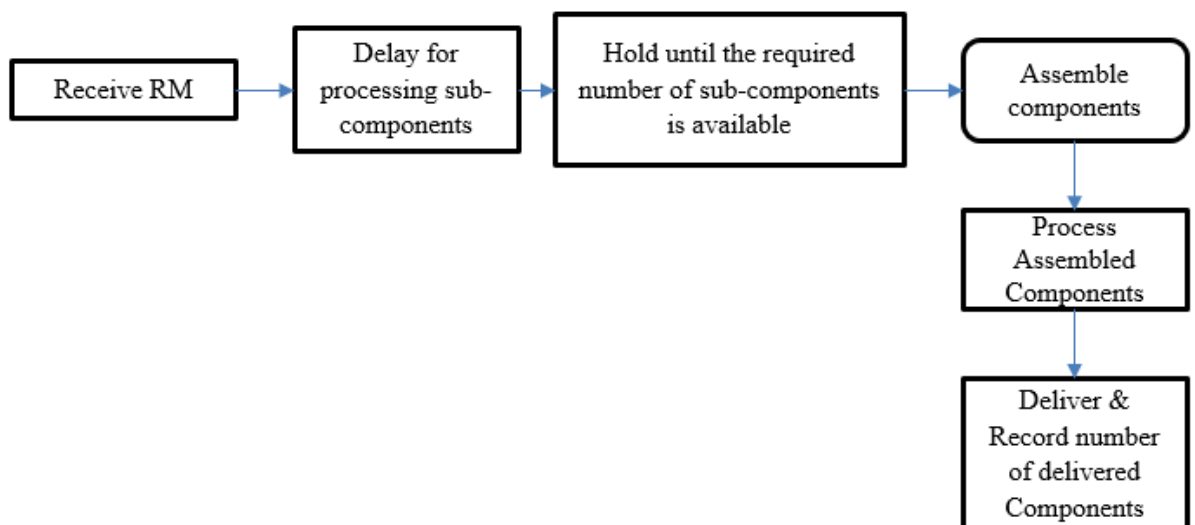 Receive RM
Delay for
processing sub-
components
Hold until the required
number of sub-components
is available
Assemble
components
Process
Assembled
Components
Deliver &
Record number
of delivered
Components